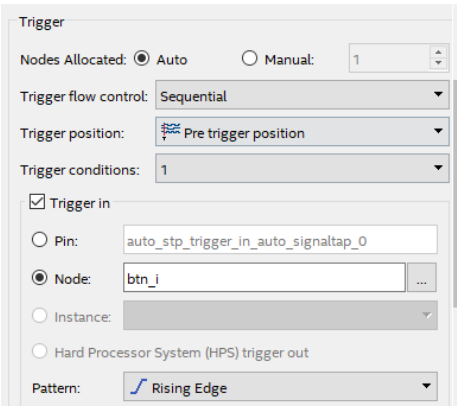 Trigger
Nodes Allocated: Auto Manual: 1
Trigger flow control: Sequential
Trigger position: Pre trigger position
Trigger conditions: 1
Trigger in
Pin: auto_stp_trigger_in_auto_signaltap_0
Node: btn_i ...
Instance:
Hard Processor System (HPS) trigger out
Pattern: Rising Edge